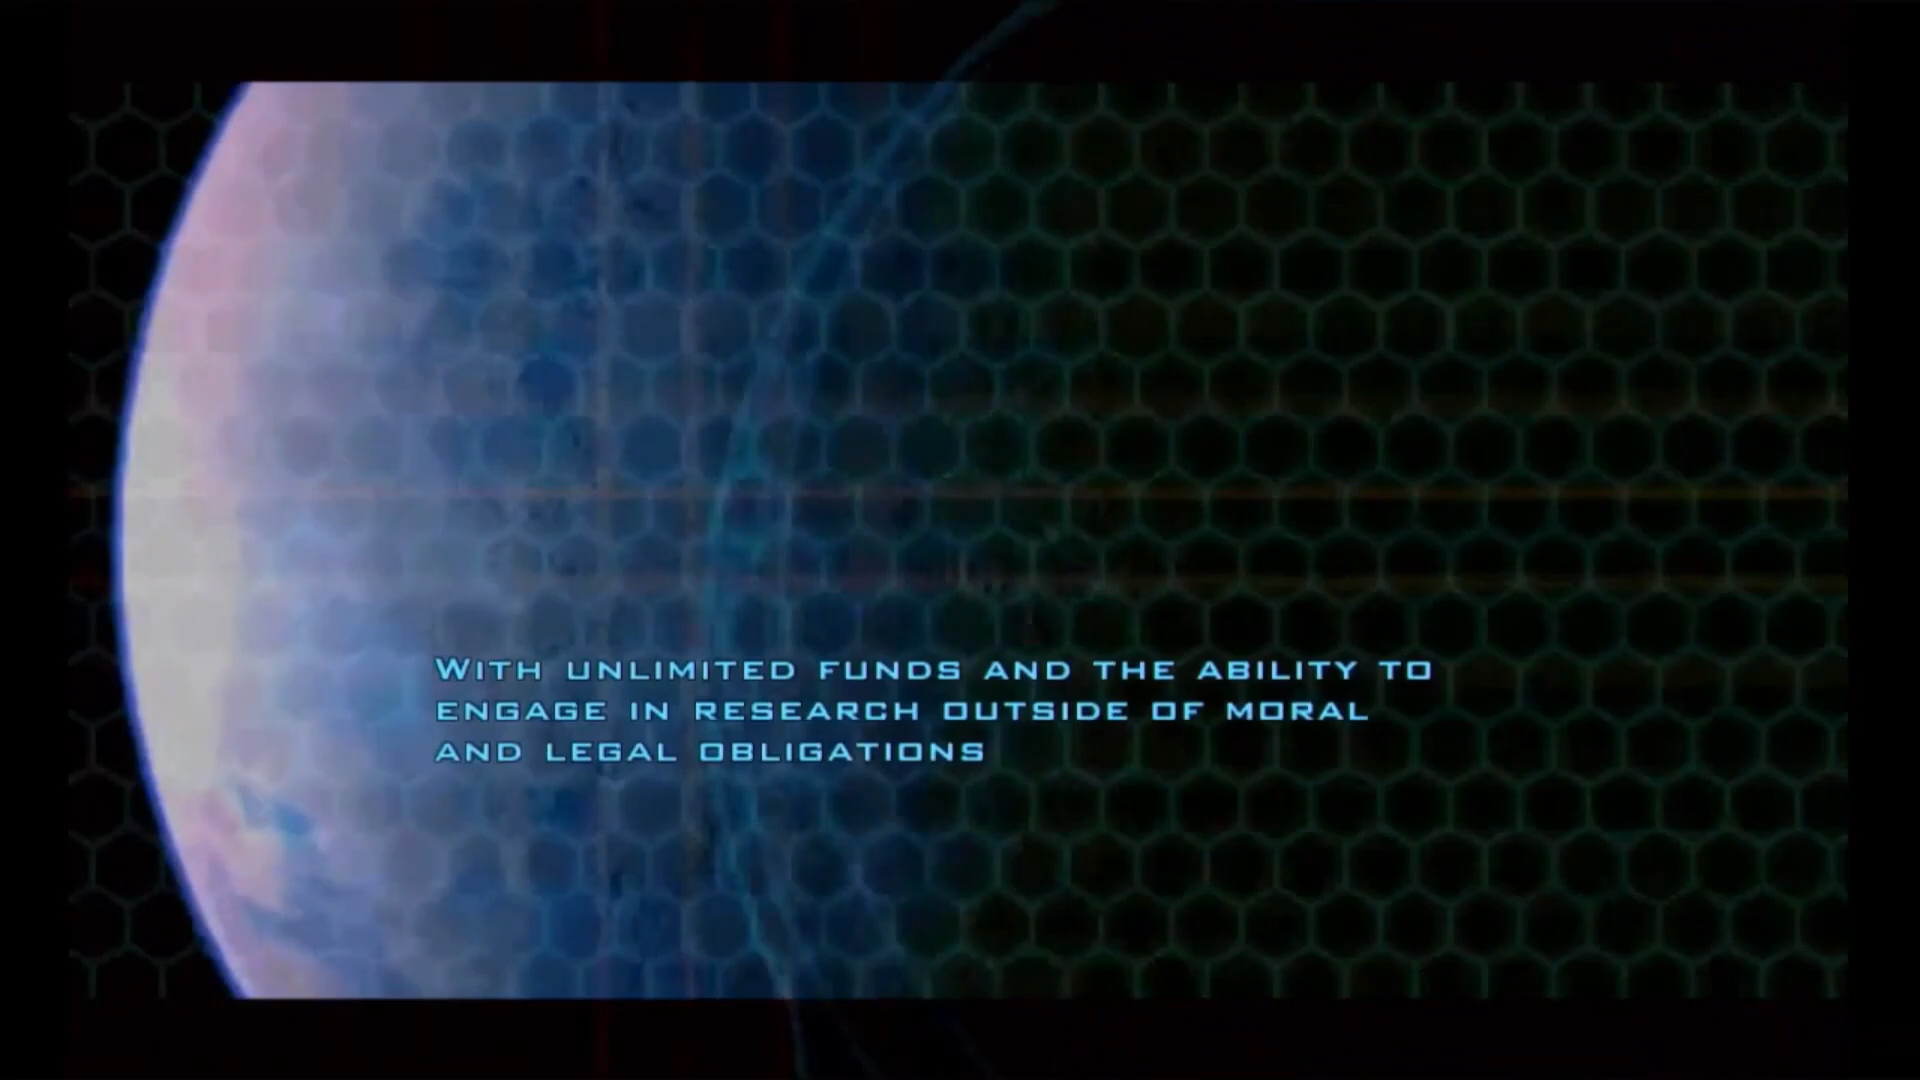 With unlimited funds and the ability to
engage in research outside of moral
and legal obligations